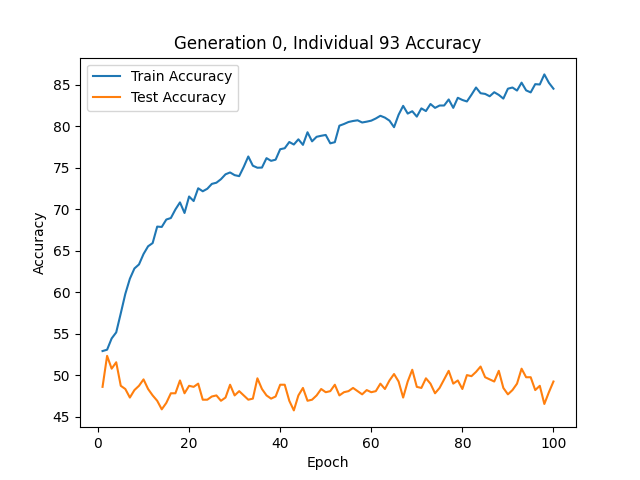 Generation 0, Individual 93 Accuracy
Train Accuracy
Test Accuracy
85
80
75
70
65
60
55
50
45
Accuracy
0 20 40 60 80 100
Epoch